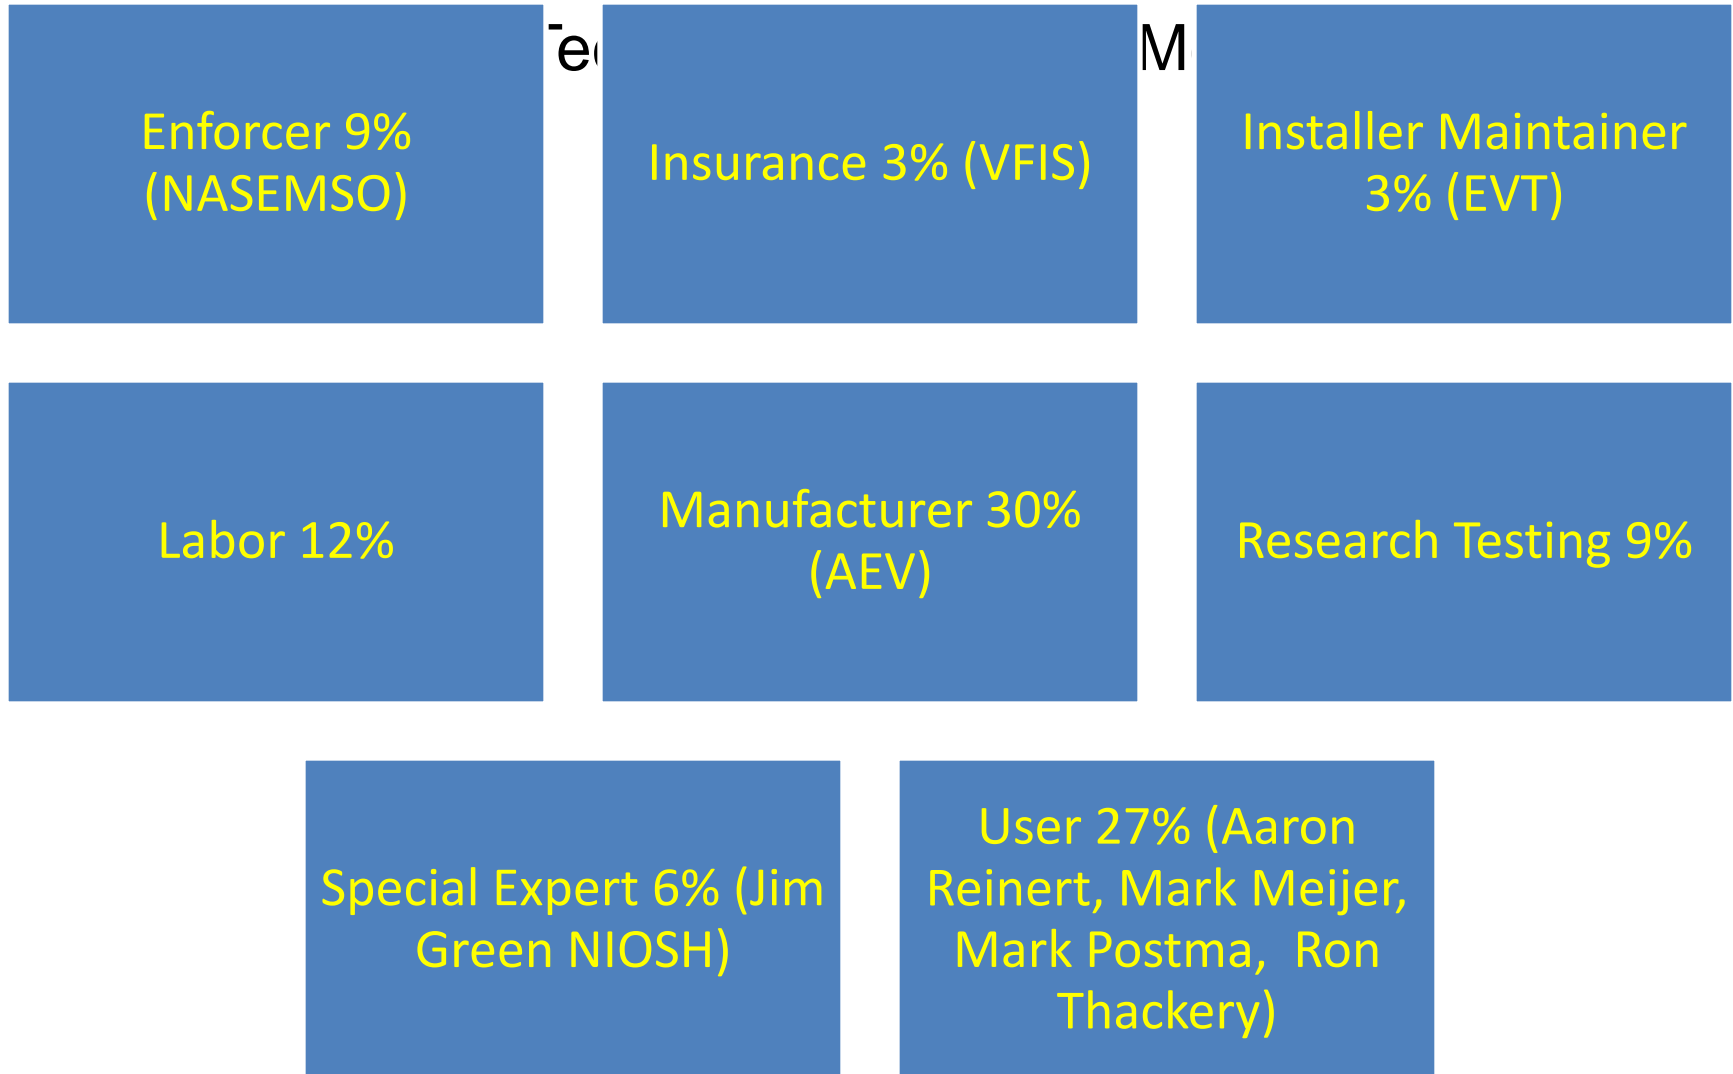 Enforcer 9%
(NASEMSO)
Insurance 3% (VFIS)
Installer Maintainer
3% (EVT)
Labor 12%
Manufacturer 30%
(AEV)
Research Testing 9%
Special Expert 6% (Jim
Green NIOSH)
User 27% (Aaron
Reinert, Mark Meijer,
Mark Postma,  Ron
Thackery)